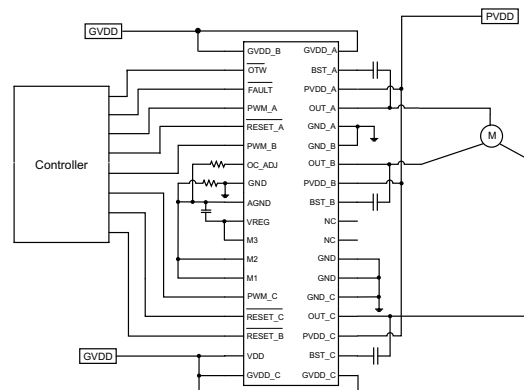 GVDD
PVDD
GVDD_B
GVDD_A
OTW
BST_A
FAULT
PVDD_A
PWM_A
OUT_A
RESET_A
GND_A
PWM_B
GND_B
OC_ADJ
OUT_B
GND
PVDD_B
AGND
BST_B
VREG
NC
M3
NC
M2
GND
M1
GND
PWM_C
GND_C
RESET_C
OUT_C
RESET_B
PVDD_C
VDD
BST_C
GVDD_C
GVDD_C
Controller
M
GVDD